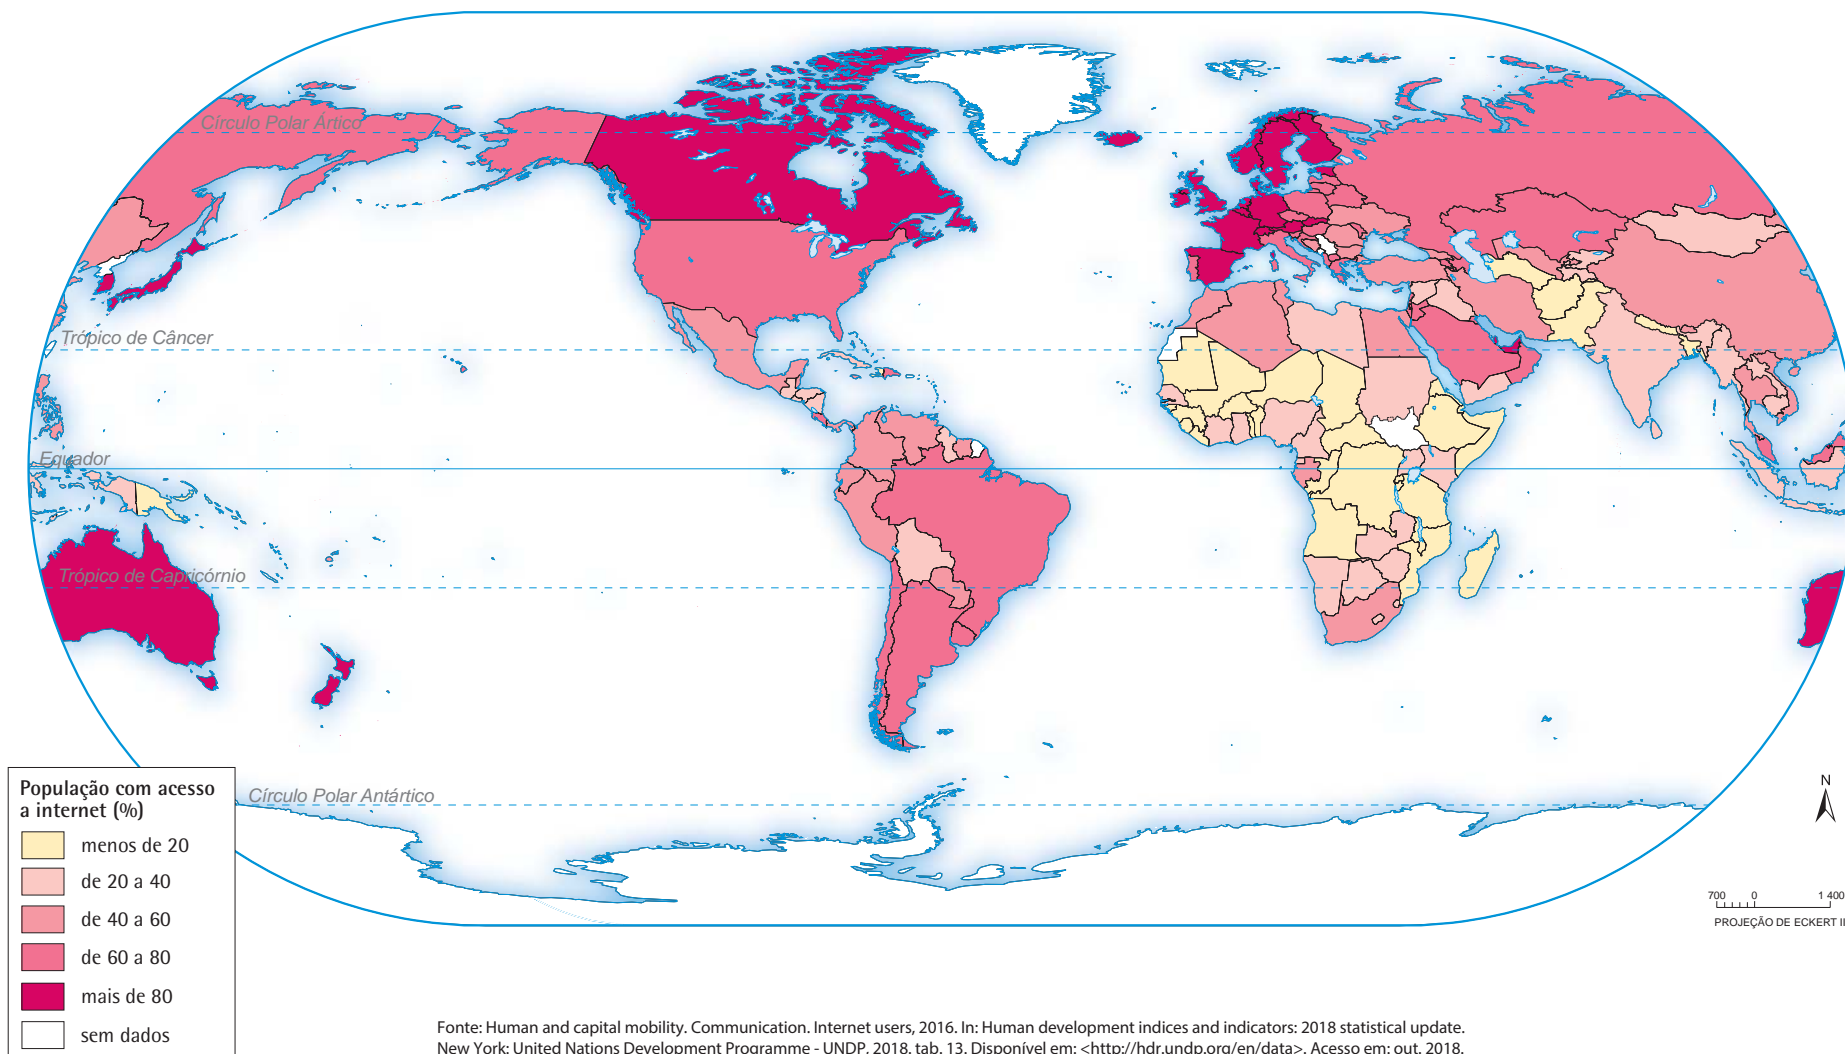 Círculo Polar Ártico
Trópico de Câncer
Equador
Trópico de Capricórnio
Círculo Polar Antártico
População com acesso
a internet (%)
menos de 20
de 20 a 40
de 40 a 60
de 60 a 80
mais de 80
sem dados
N
700 0 1 400
PROJEÇÃO DE ECKERT II
Fonte: Human and capital mobility. Communication. Internet users, 2016. In: Human development indices and indicators: 2018 statistical update.
New York: United Nations Development Programme - UNDP, 2018. tab. 13. Disponível em: <http://hdr.undp.org/en/data>. Acesso em: out. 2018.